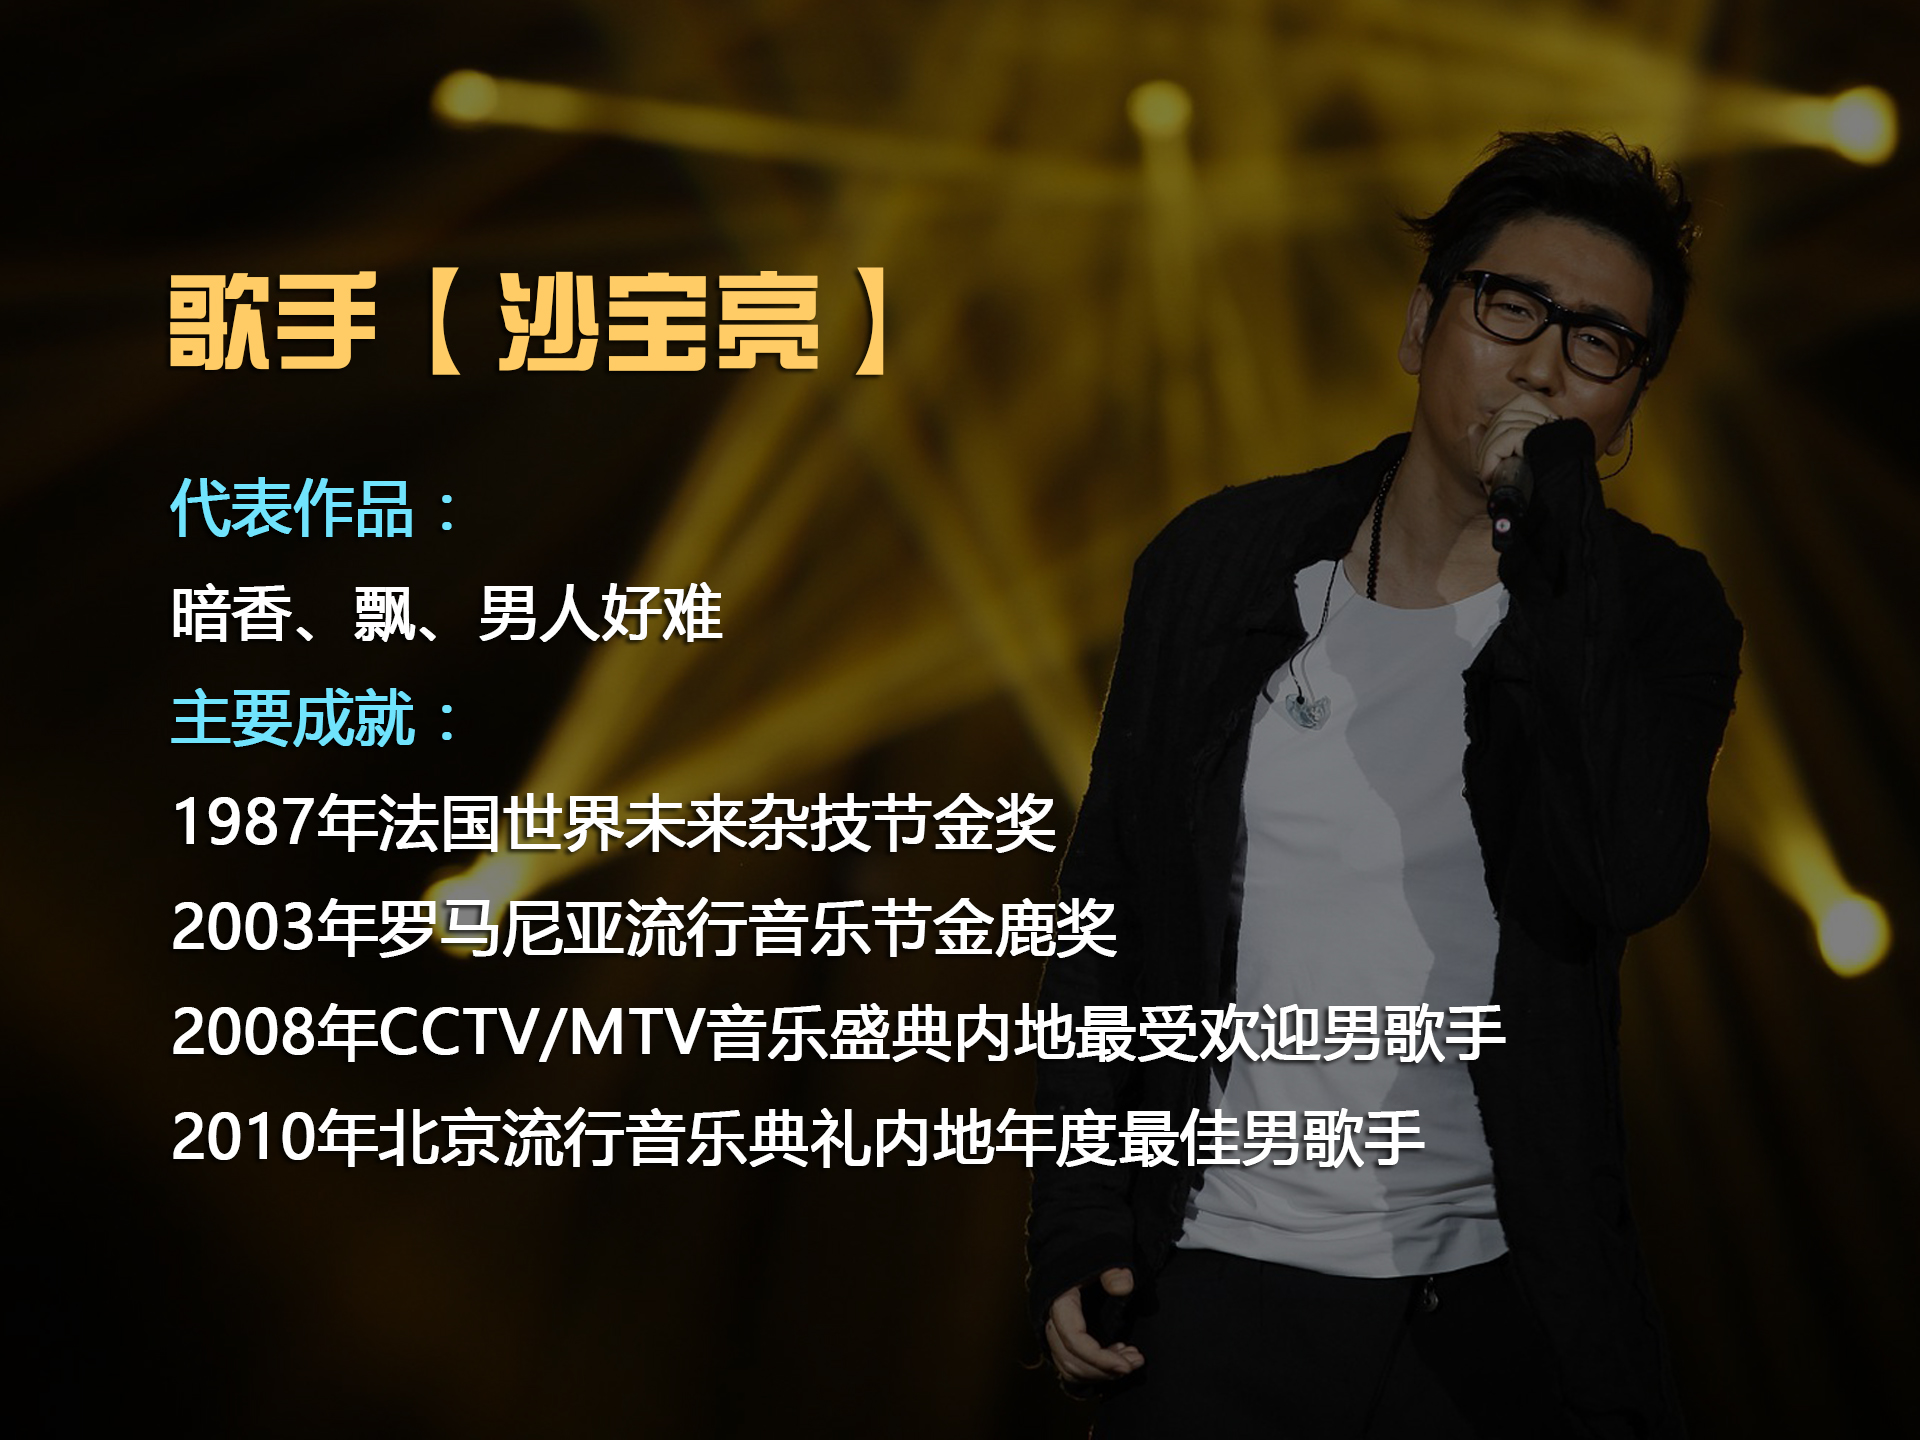 歌手【沙宝亮】
代表作品：
暗香、飘、男人好难
主要成就：
1987年法国世界未来杂技节金奖
2003年罗马尼亚流行音乐节金鹿奖
2008年CCTV/MTV音乐盛典内地最受欢迎男歌手
2010年北京流行音乐典礼内地年度最佳男歌手